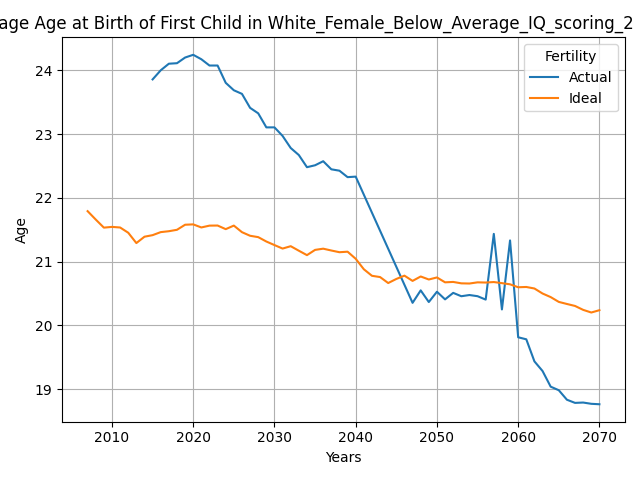 age Age at Birth of First Child in White_Female_Below_Average_IQ_scoring_2
Fertility
Actual
Ideal
24
23
22
21
20
19
Age
2010
2020
2030
2040
2050
2060
2070
Years